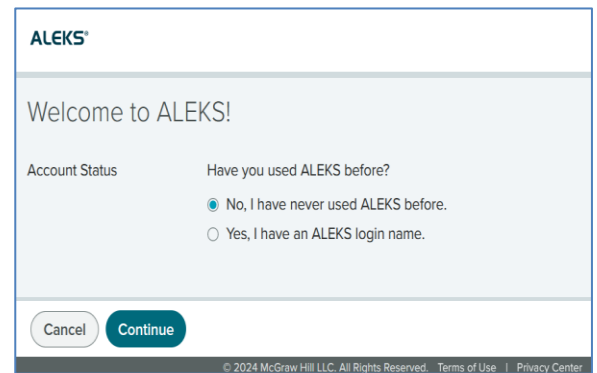 ALEKS®
Welcome to ALEKS!
Account Status Have you used ALEKS before?
No, I have never used ALEKS before.
Yes, I have an ALEKS login name.
Cancel Continue
© 2024 McGraw Hill LLC. All Rights Reserved. Terms of Use | Privacy Center